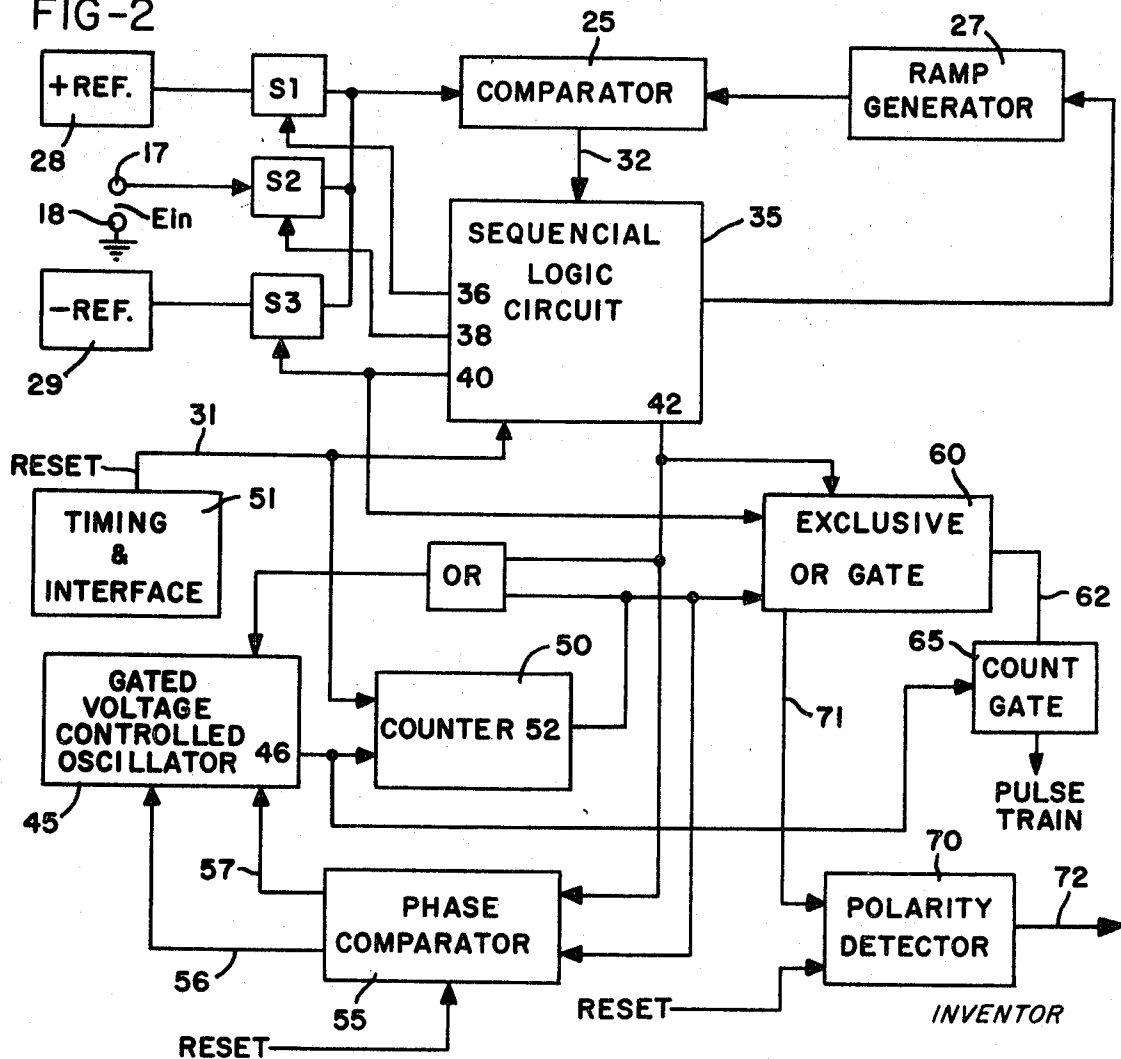 FIG-2
25
27
+REF.
S1
COMPARATOR
RAMP
GENERATOR
28
17
32
S2
18
Ein
SEQUENCIAL
LOGIC
CIRCUIT
35
-REF.
S3
36
38
29
40
42
31
RESET
60
51
TIMING
&
INTERFACE
EXCLUSIVE
OR GATE
OR
62
50
65
GATED
VOLTAGE
CONTROLLED
OSCILLATOR 46
COUNTER 52
COUNT
GATE
71
45
PULSE
TRAIN
57
70
72
PHASE
COMPARATOR
POLARITY
DETECTOR
56
55
RESET
INVENTOR
RESET